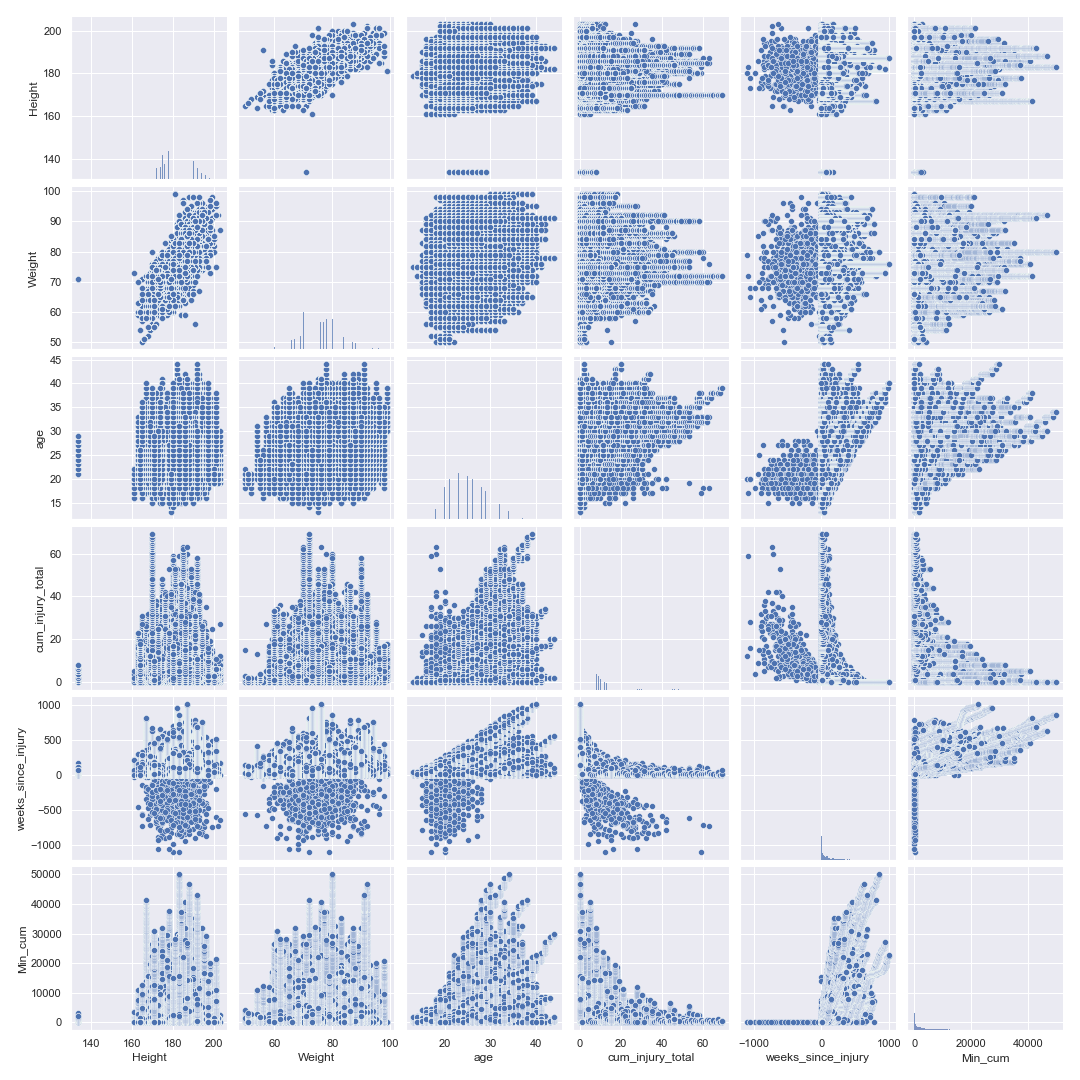 200
180
160
140
Height
100
90
80
70
60
50
Weight
45
40
35
30
25
20
15
age
60
40
20
0
cum_injury_total
1000
500
0
−500
−1000
weeks_since_injury
50000
40000
30000
20000
10000
0
Min_cum
140 160 180 200
60 80 100
20 30 40
0 20 40 60
−1000 0 1000
0 20000 40000
Height Weight age cum_injury_total weeks_since_injury Min_cum